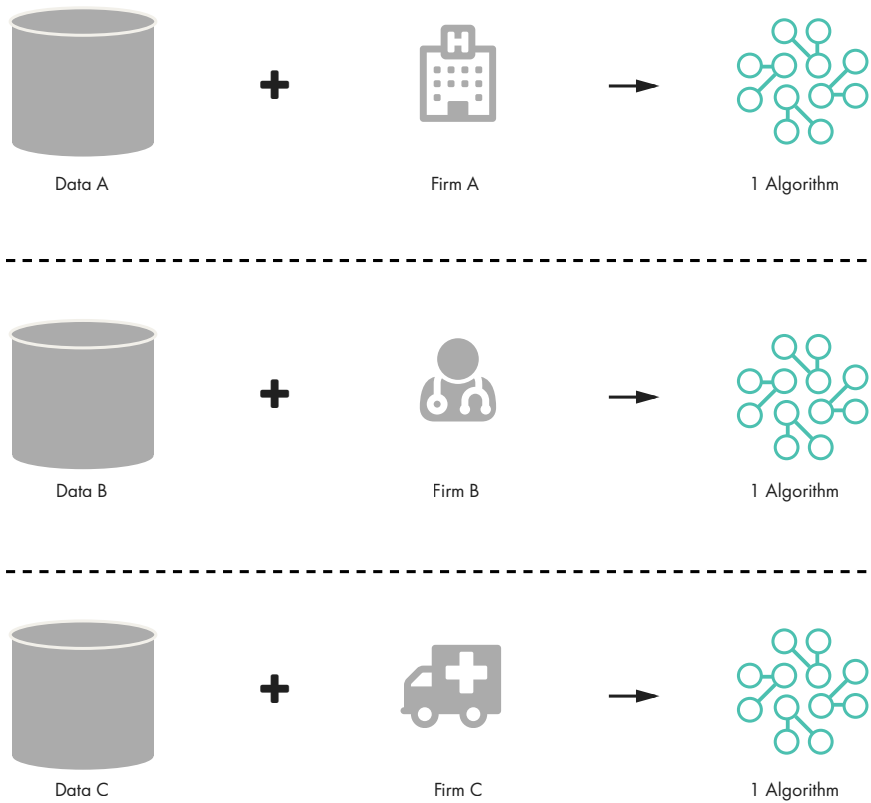 H
Data A
Firm A
1 Algorithm
Data B
Firm B
1 Algorithm
Data C
Firm C
1 Algorithm